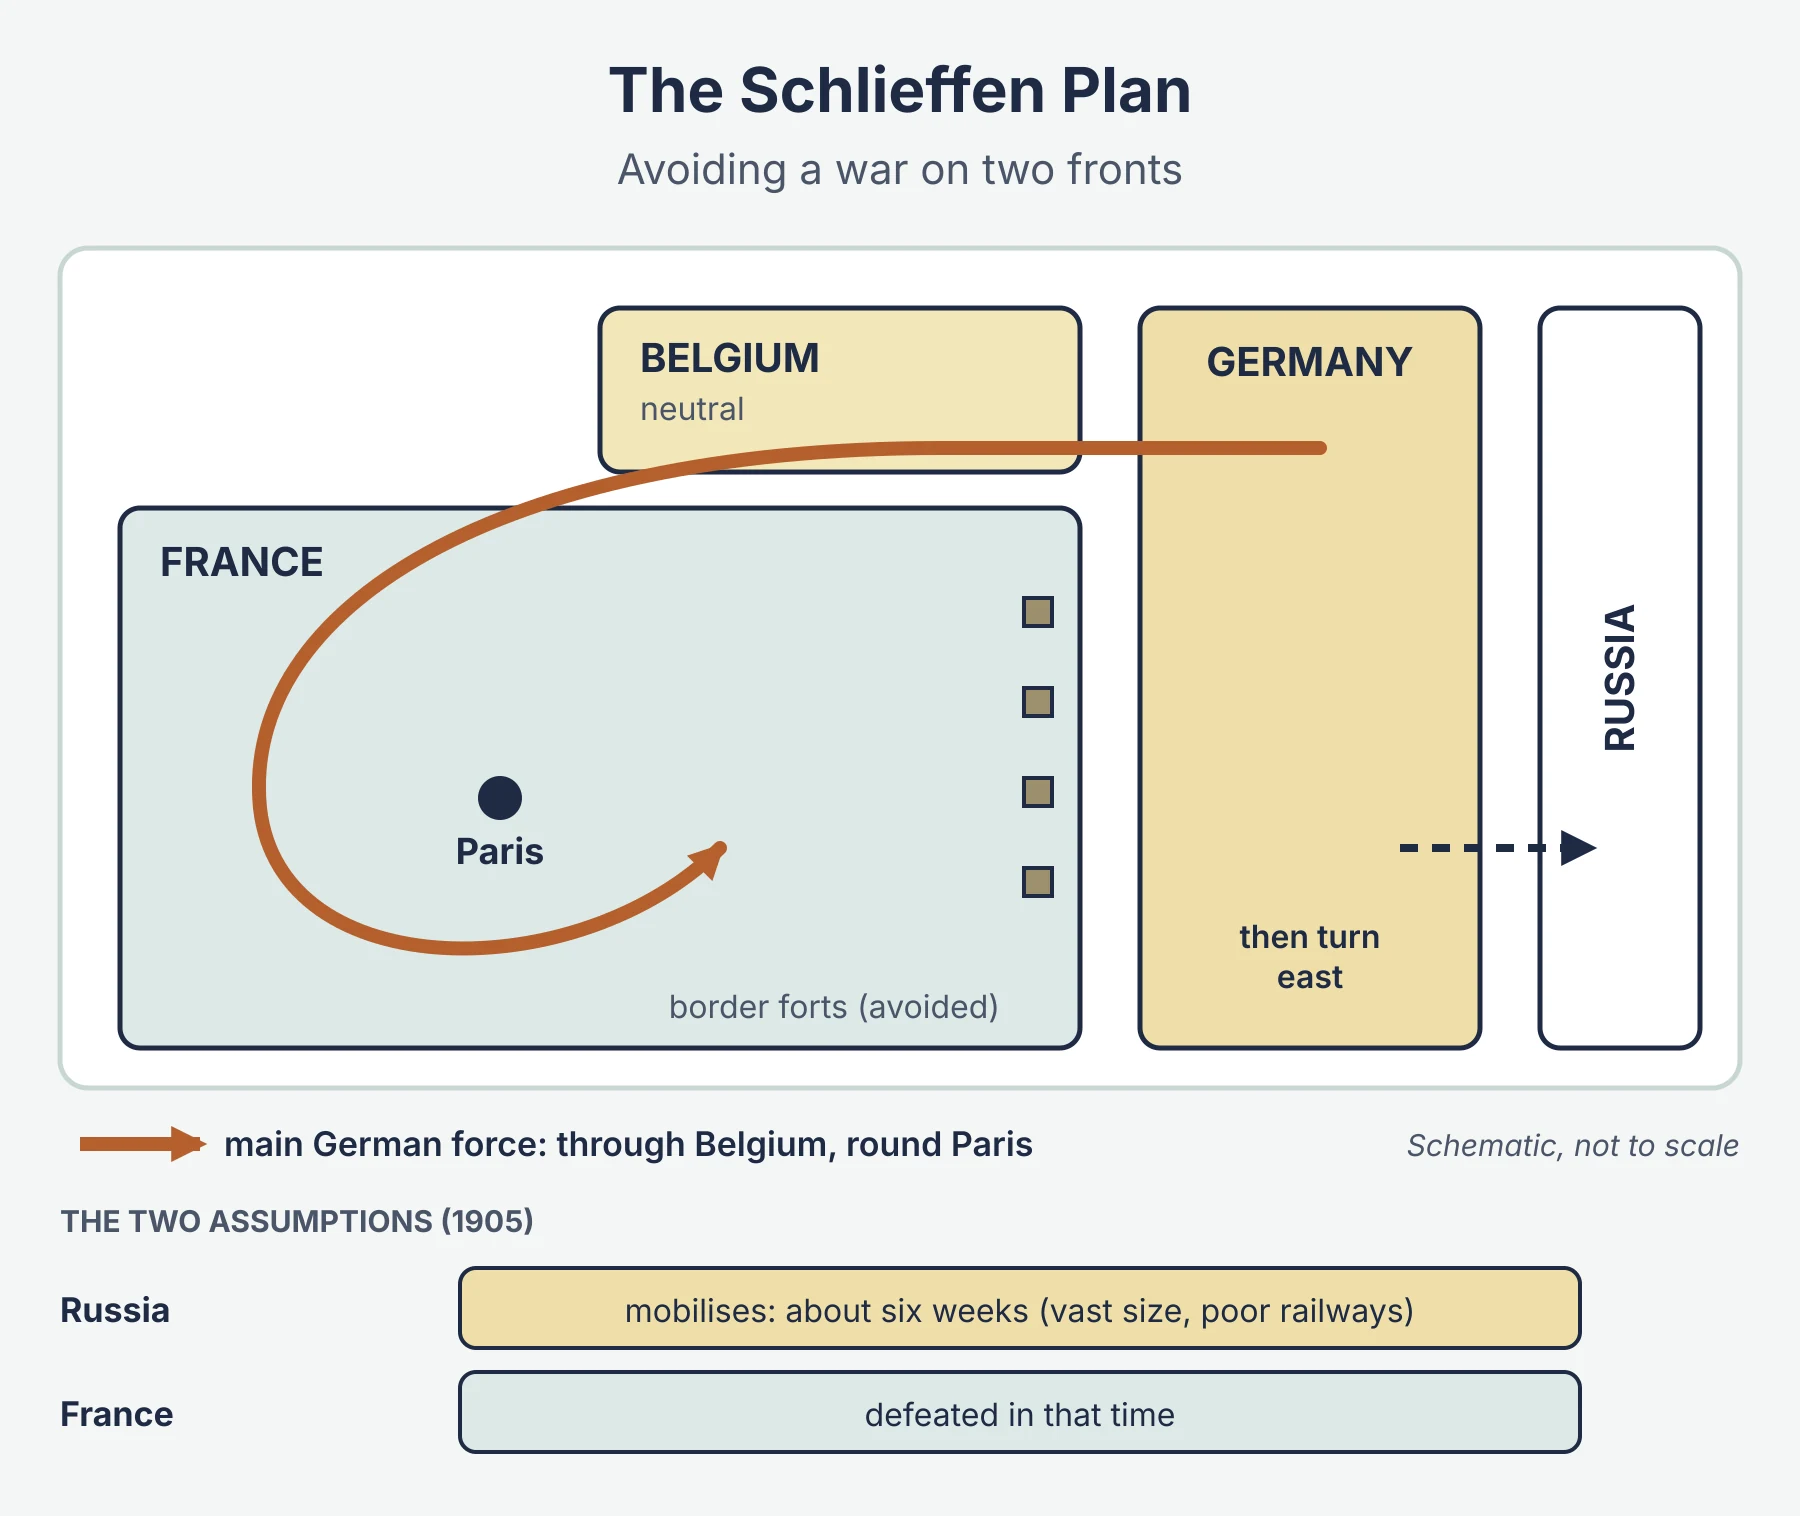 The Schlieffen Plan
Avoiding a war on two fronts
BELGIUM
neutral
GERMANY
FRANCE
RUSSIA
Paris
then turn
east
border forts (avoided)
main German force: through Belgium, round Paris
Schematic, not to scale
THE TWO ASSUMPTIONS (1905)
Russia
mobilises: about six weeks (vast size, poor railways)
France
defeated in that time